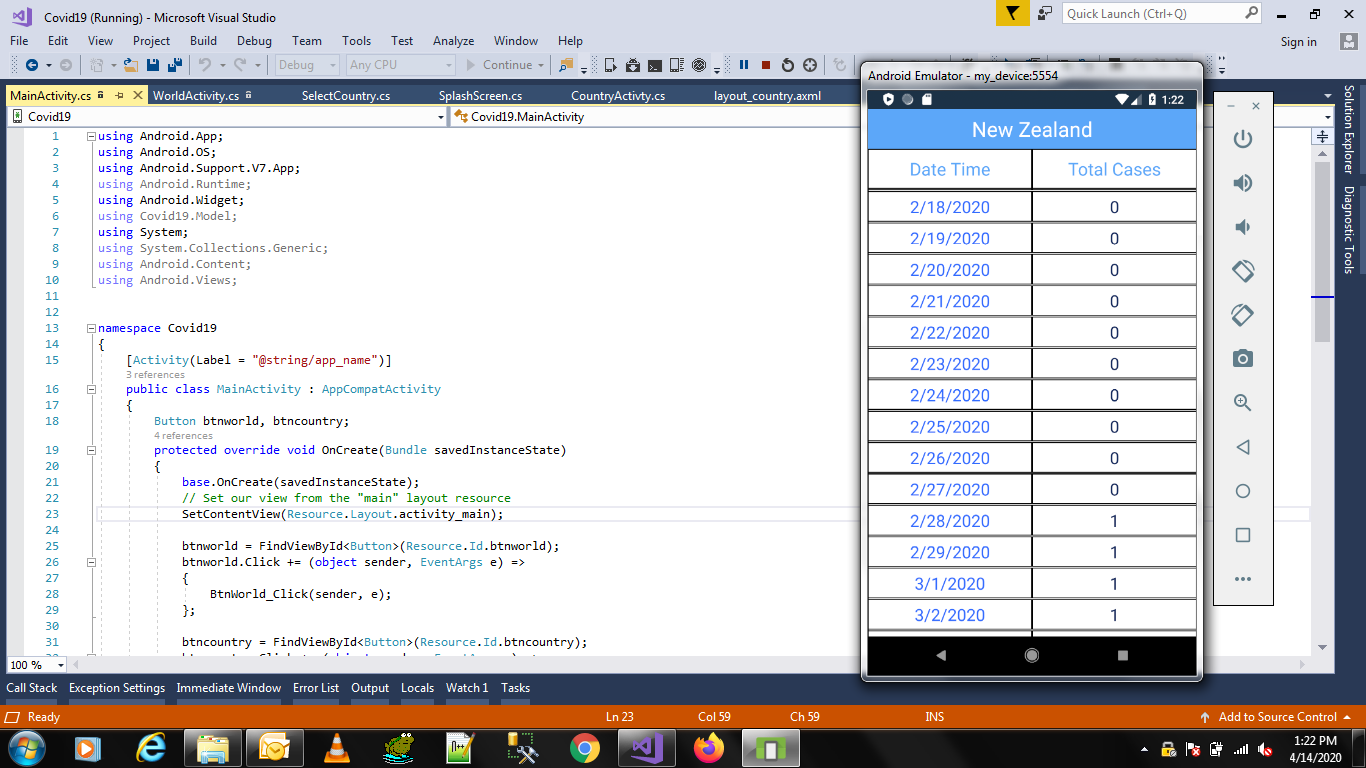 Covid19 (Running) - Microsoft Visual Studio
Quick Launch (Ctrl+Q)
File Edit View Project Build Debug Team Tools Test Analyze Window Help
Sign in
Debug Any CPU Continue
Android Emulator - my_device:5554
MainActivity.cs WorldActivity.cs SelectCountry.cs SplashScreen.cs CountryActivty.cs layout_country.axml
Covid19 Covid19.MainActivity
1 using Android.App;
2 using Android.OS;
3 using Android.Support.V7.App;
4 using Android.Runtime;
5 using Android.Widget;
6 using Covid19.Model;
7 using System;
8 using System.Collections.Generic;
9 using Android.Content;
10 using Android.Views;
11
12
13 namespace Covid19
14 {
15 [Activity(Label = "@string/app_name")]
3 references
16 public class MainActivity : AppCompatActivity
17 {
18 Button btnworld, btncountry;
4 references
19 protected override void OnCreate(Bundle savedInstanceState)
20 {
21 base.OnCreate(savedInstanceState);
22 // Set our view from the "main" layout resource
23 SetContentView(Resource.Layout.activity_main);
24
25 btnworld = FindViewById<Button>(Resource.Id.btnworld);
26 btnworld.Click += (object sender, EventArgs e) =>
27 {
28 BtnWorld_Click(sender, e);
29 };
30
31 btncountry = FindViewById<Button>(Resource.Id.btncountry);
100 %
1:22
New Zealand
Date Time Total Cases
2/18/2020 0
2/19/2020 0
2/20/2020 0
2/21/2020 0
2/22/2020 0
2/23/2020 0
2/24/2020 0
2/25/2020 0
2/26/2020 0
2/27/2020 0
2/28/2020 1
2/29/2020 1
3/1/2020 1
3/2/2020 1
Solution Explorer
Diagnostic Tools
Call Stack Exception Settings Immediate Window Error List Output Locals Watch 1 Tasks
Ready Ln 23 Col 59 Ch 59 INS Add to Source Control
1:22 PM
4/14/2020